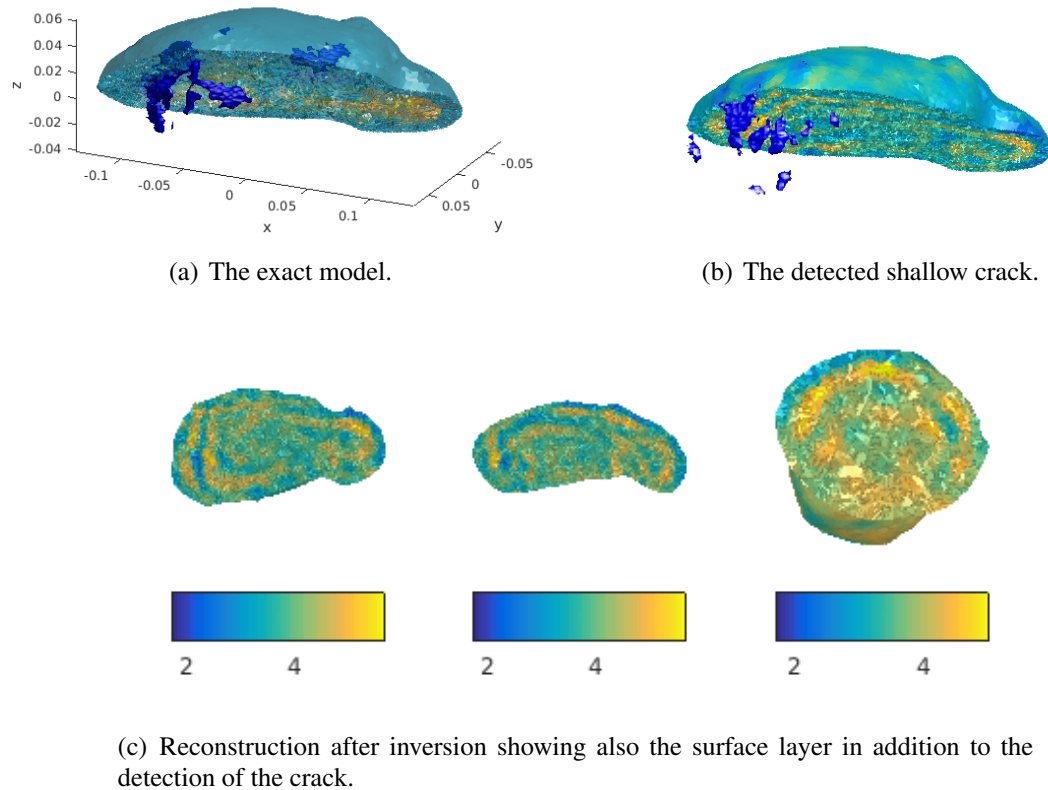 0.06
0.04
0.02
0
-0.02
-0.04
z
-0.1
-0.05
0
0.05
0.1
x
-0.05
0
0.05
y
(a) The exact model.
(b) The detected shallow crack.
2 4
2 4
2 4
(c) Reconstruction after inversion showing also the surface layer in addition to the
detection of the crack.